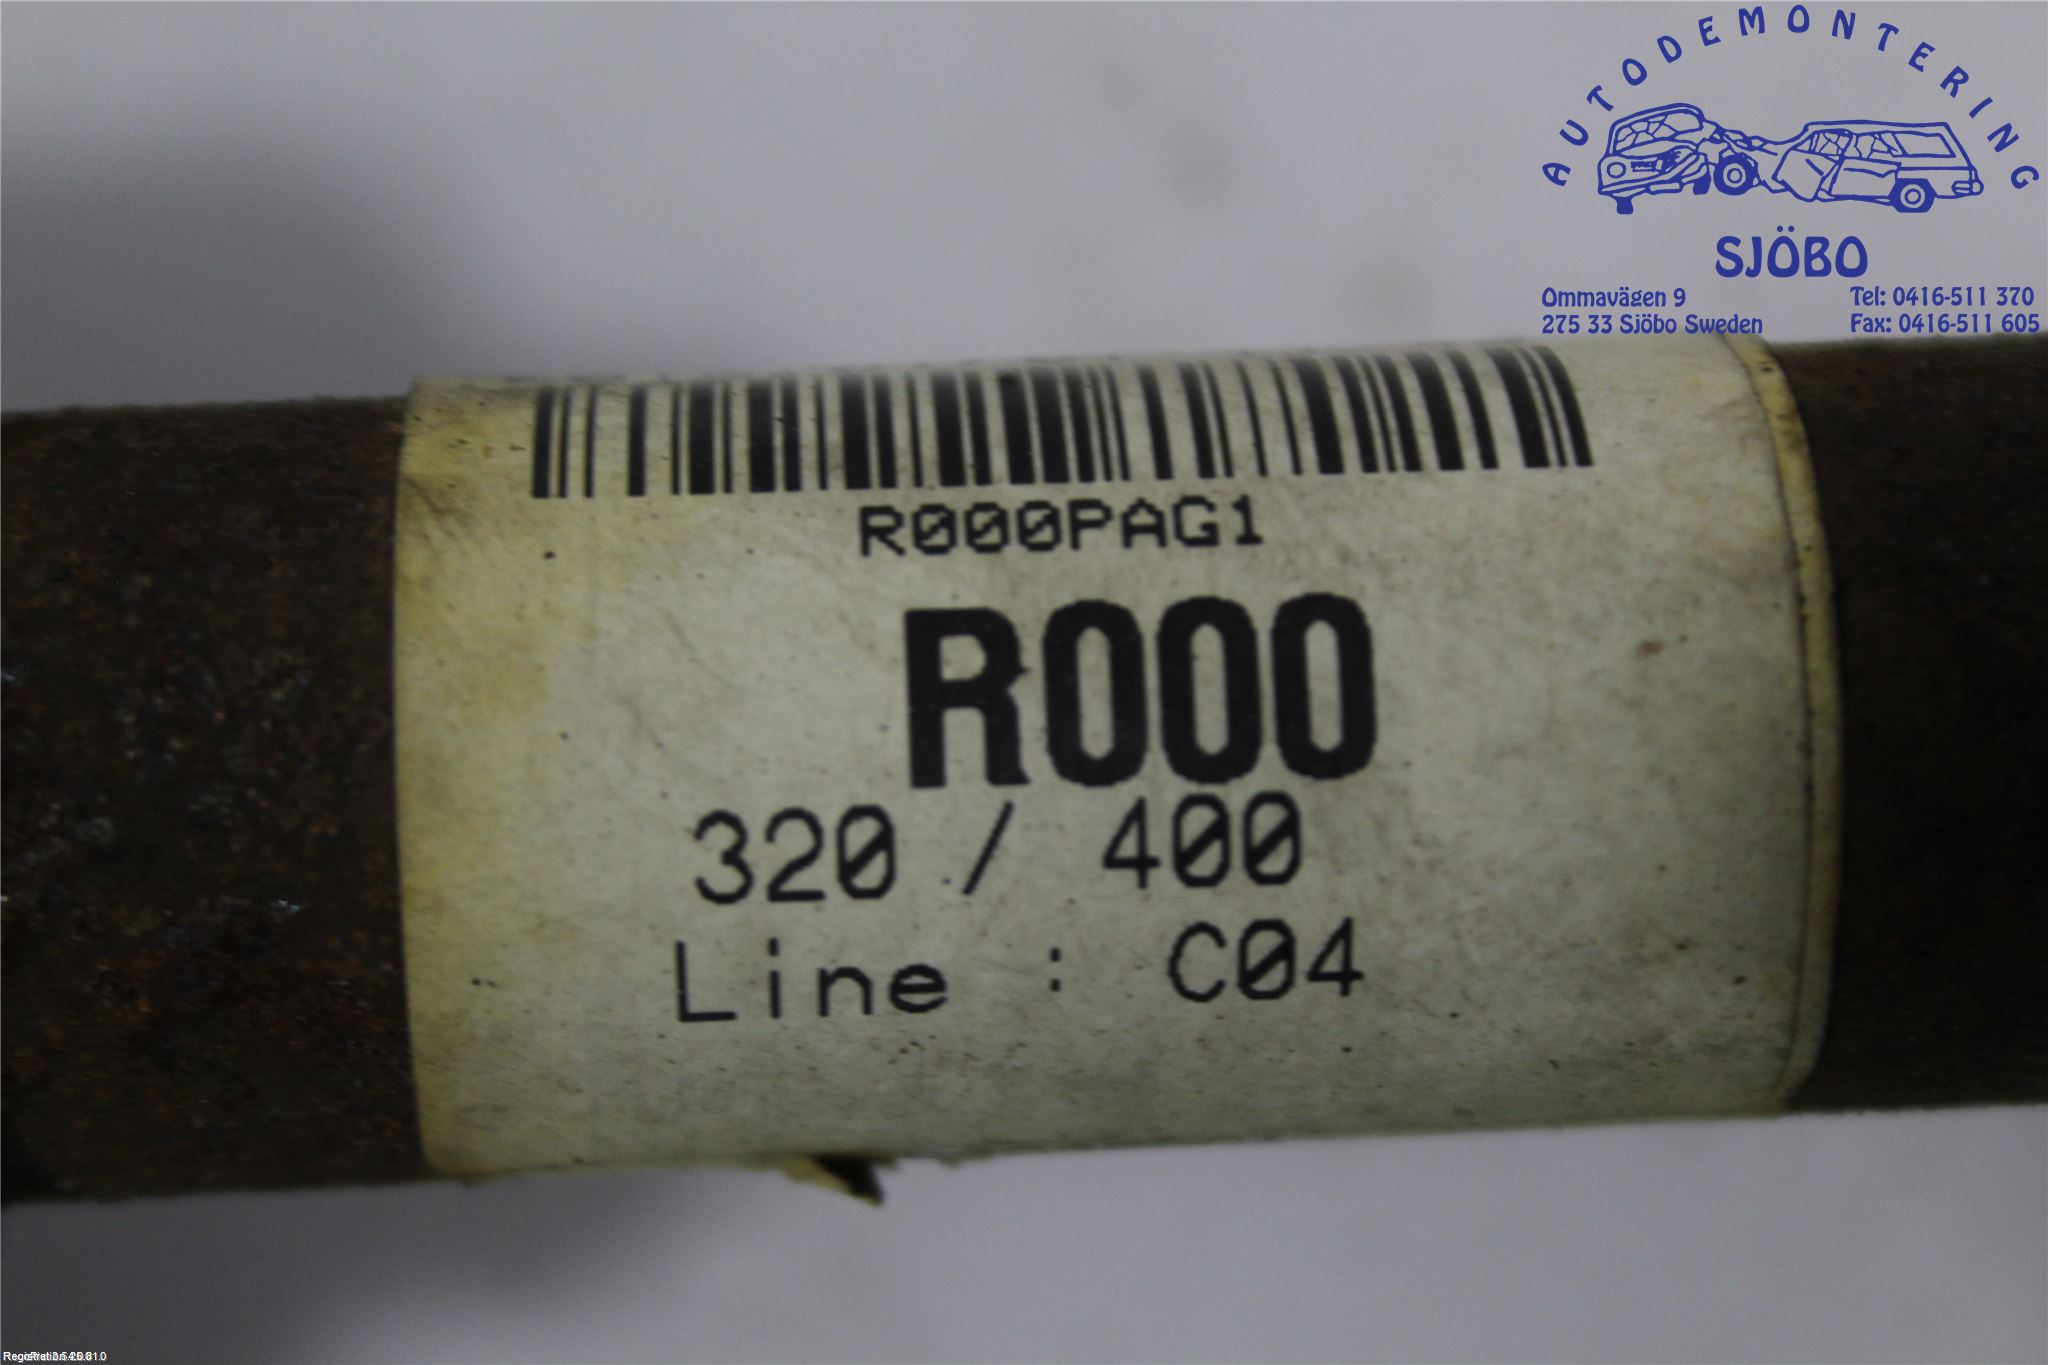 AUTODEMONTERING
SJÖBO
Ommavägen 9
275 33 Sjöbo Sweden
Tel: 0416-511 370
Fax: 0416-511 605
R000PAG1
R000
320 / 400
Line : C04